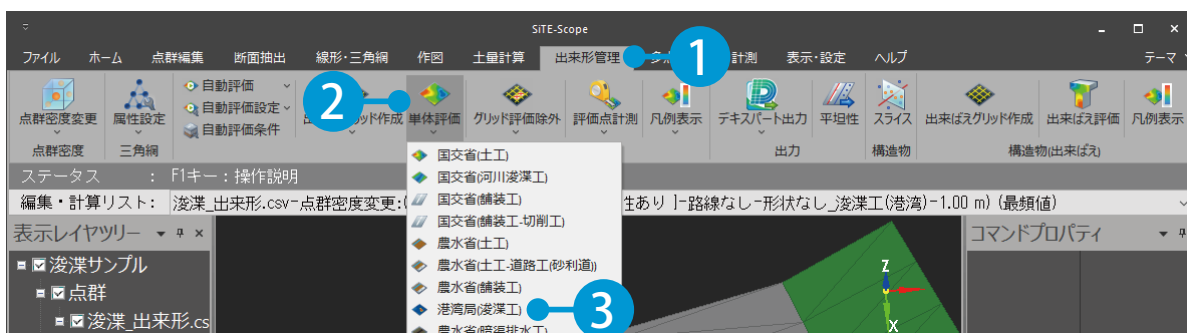 SiTE-Scope
ファイル ホーム 点群編集 断面抽出 線形・三角網 作図 土量計算 出来形管理 1 計測 表示・設定 ヘルプ テーマ
2
自動評価
自動評価設定
自動評価条件
点群密度変更 属性設定 リッド作成 単体評価 グリッド評価除外 評価点計測 凡例表示 デキスパート出力 平坦性 スライス 出来ばえグリッド作成 出来ばえ評価 凡例表示
点群密度 三角網 出力 構造物 構造物(出来ばえ)
国交省(土工)
ステータス : F1キー：操作説明
国交省(河川浚渫工)
編集・計算リスト： 浚渫_出来形.csv-点群密度変更:( 性あり ]-路線なし-形状なし_浚渫工(港湾)-1.00 m) (最頻値)
国交省(舗装工)
国交省(舗装工-切削工)
表示レイヤツリー コマンドプロパティ
農水省(土工)
浚渫サンプル
農水省(土工-道路工(砂利道))
Z
点群
農水省(舗装工)
港湾局(浚渫工) 3
浚渫_出来形.cs
X
農水省(暗渠排水工)